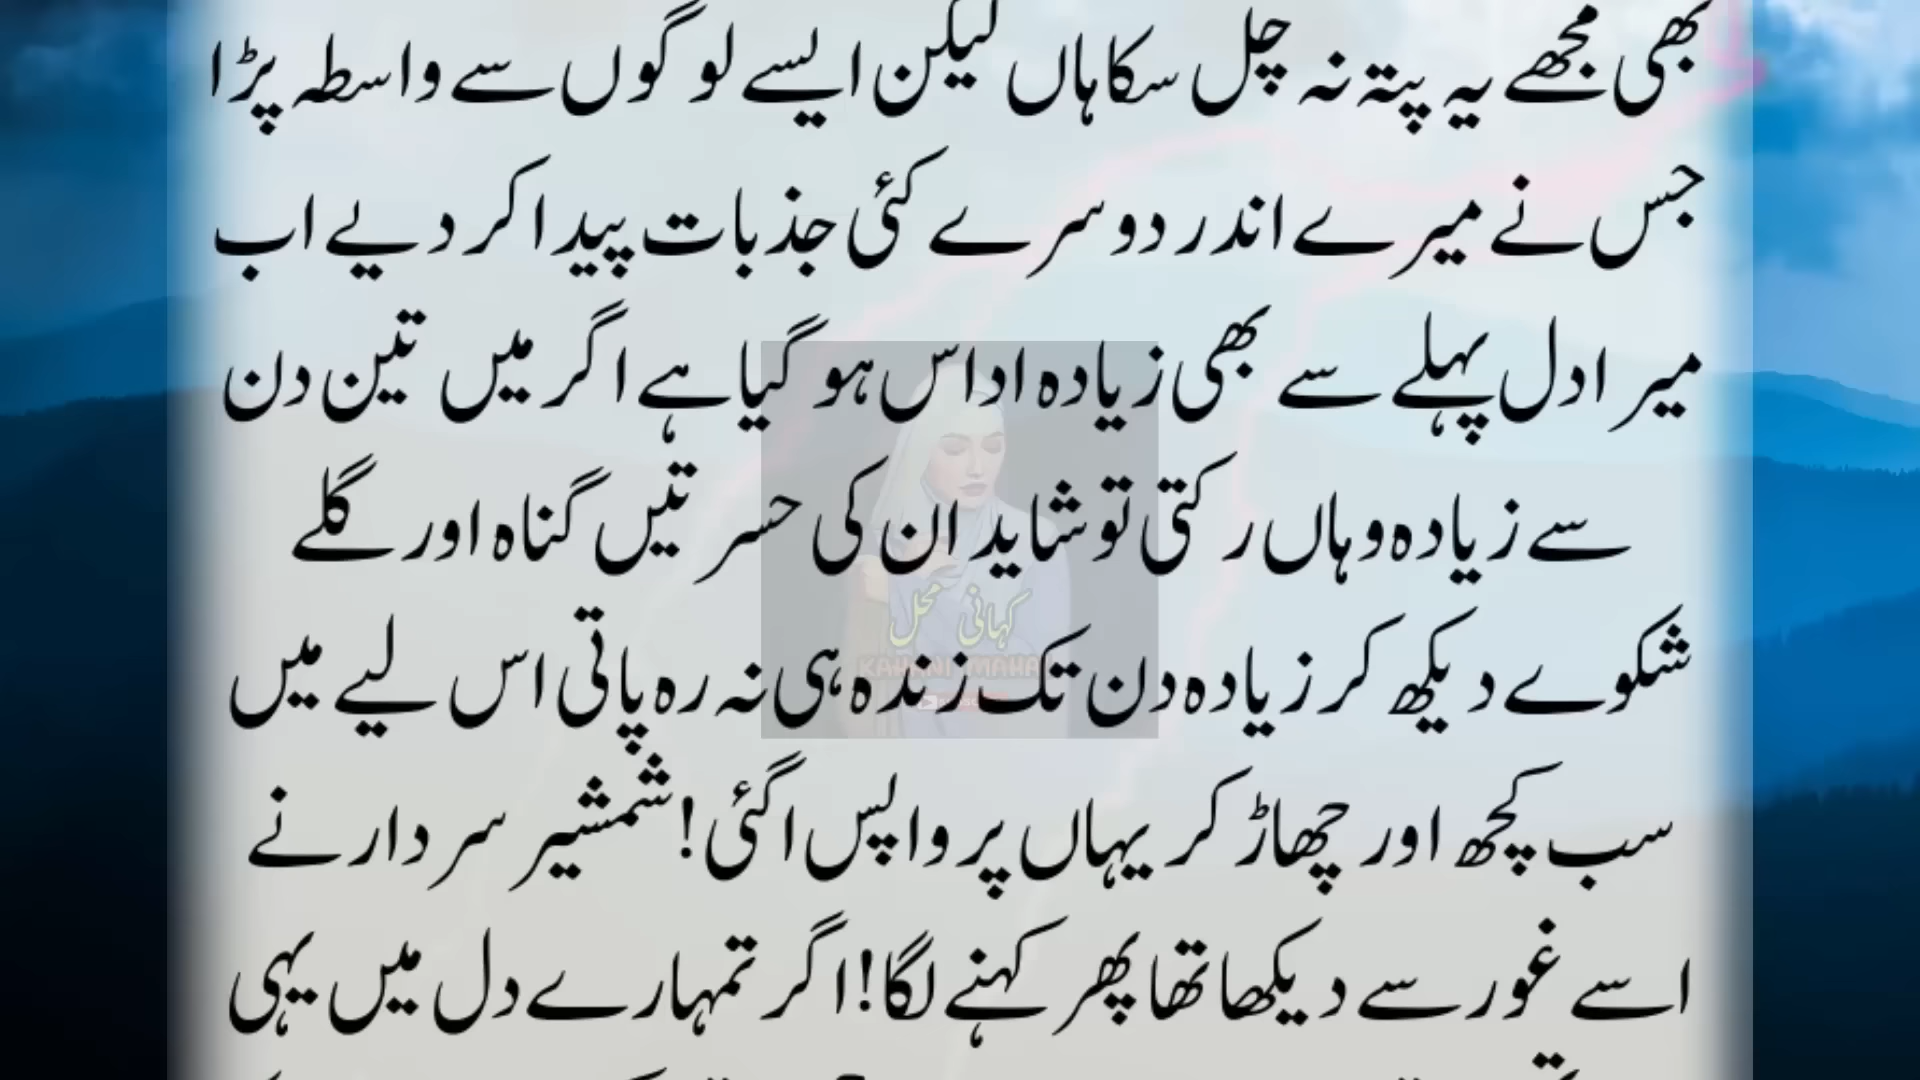 بھی مجھے یہ پتہ نہ چل سکا ہاں لیکن ایسے لوگوں سے واسطہ پڑا
جس نے میرے اندر دوسرے کئی جذبات پیدا کر دیے اب
میرا دل پہلے سے بھی زیادہ اداس ہو گیا ہے اگر میں تین دن
سے زیادہ وہاں رکتی تو شاید ان کی حسرتیں گناہ اور گلے
شکوے دیکھ کر زیادہ دن تک زندہ ہی نہ رہ پاتی اس لیے میں
سب کچھ اور چھاڑ کر یہاں پر واپس اگئی ! شمشیر سردار نے
اسے غور سے دیکھا تھا پھر کہنے لگا ! اگر تمہارے دل میں یہی
کہانی محل
KAHANI MAHAL